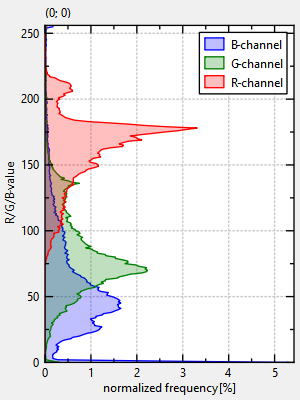 (0; 0)
250
200
150
100
50
0
R/G/B-value
B-channel
G-channel
R-channel
0 1 2 3 4 5
normalized frequency[%]